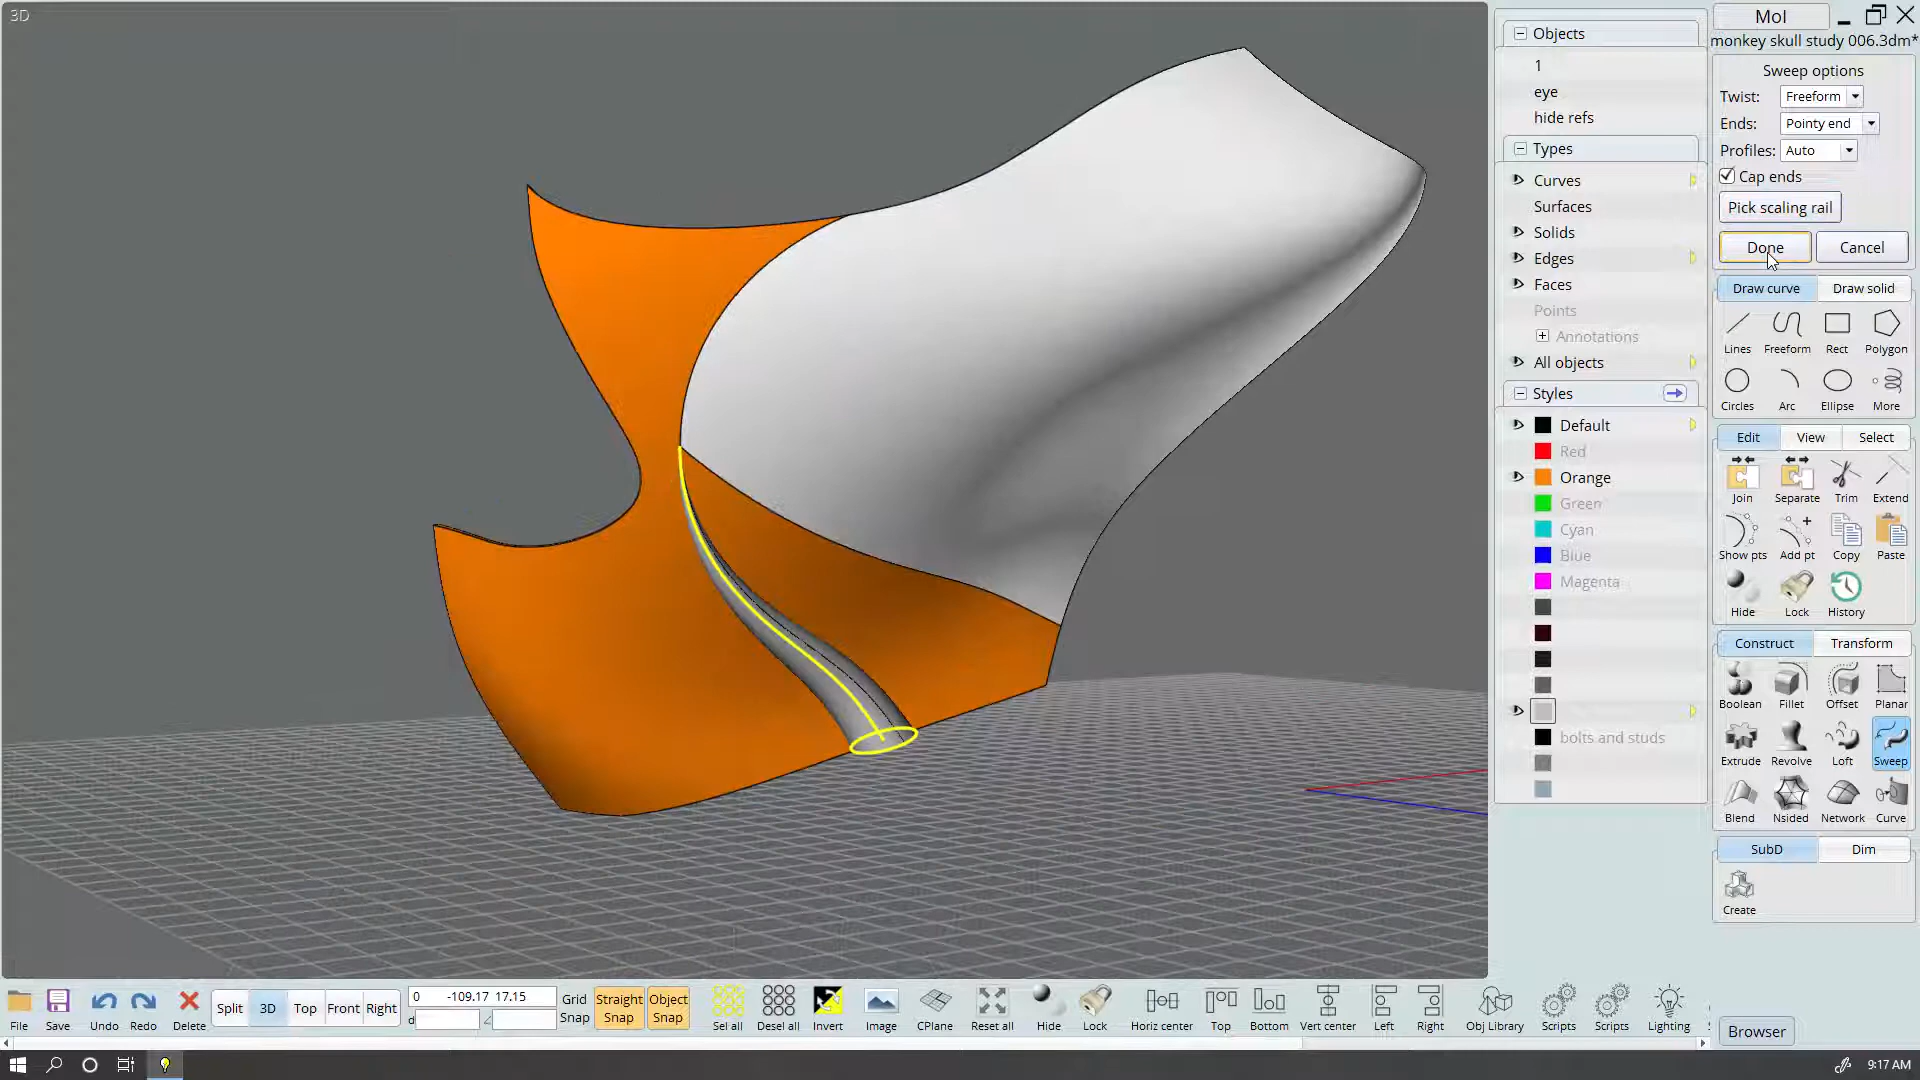 3D
Objects
1
eye
hide refs
Types
Curves
Surfaces
Solids
Edges
Faces
Points
Annotations
All objects
Styles
Default
Red
Orange
Green
Cyan
Blue
Magenta
bolts and studs
MoI
monkey skull study 006.3dm*
Sweep options
Twist: Freeform
Ends: Pointy end
Profiles: Auto
Cap ends
Pick scaling rail
Done Cancel
Draw curve Draw solid
Lines Freeform Rect Polygon
Circles Arc Ellipse More
Edit View Select
Join Separate Trim Extend
Show pts Add pt Copy Paste
Hide Lock History
Construct Transform
Boolean Fillet Offset Planar
Extrude Revolve Loft Sweep
Blend Nsided Network Curve
SubD Dim
Create
File Save Undo Redo Delete
Split 3D Top Front Right
0 -109.17 17.15
d
Grid Snap
Straight Snap
Object Snap
Sel all Desel all Invert Image CPlane Reset all Hide Lock Horiz center Top Bottom Vert center Left Right Obj Library Scripts Scripts Lighting
Browser
9:17 AM